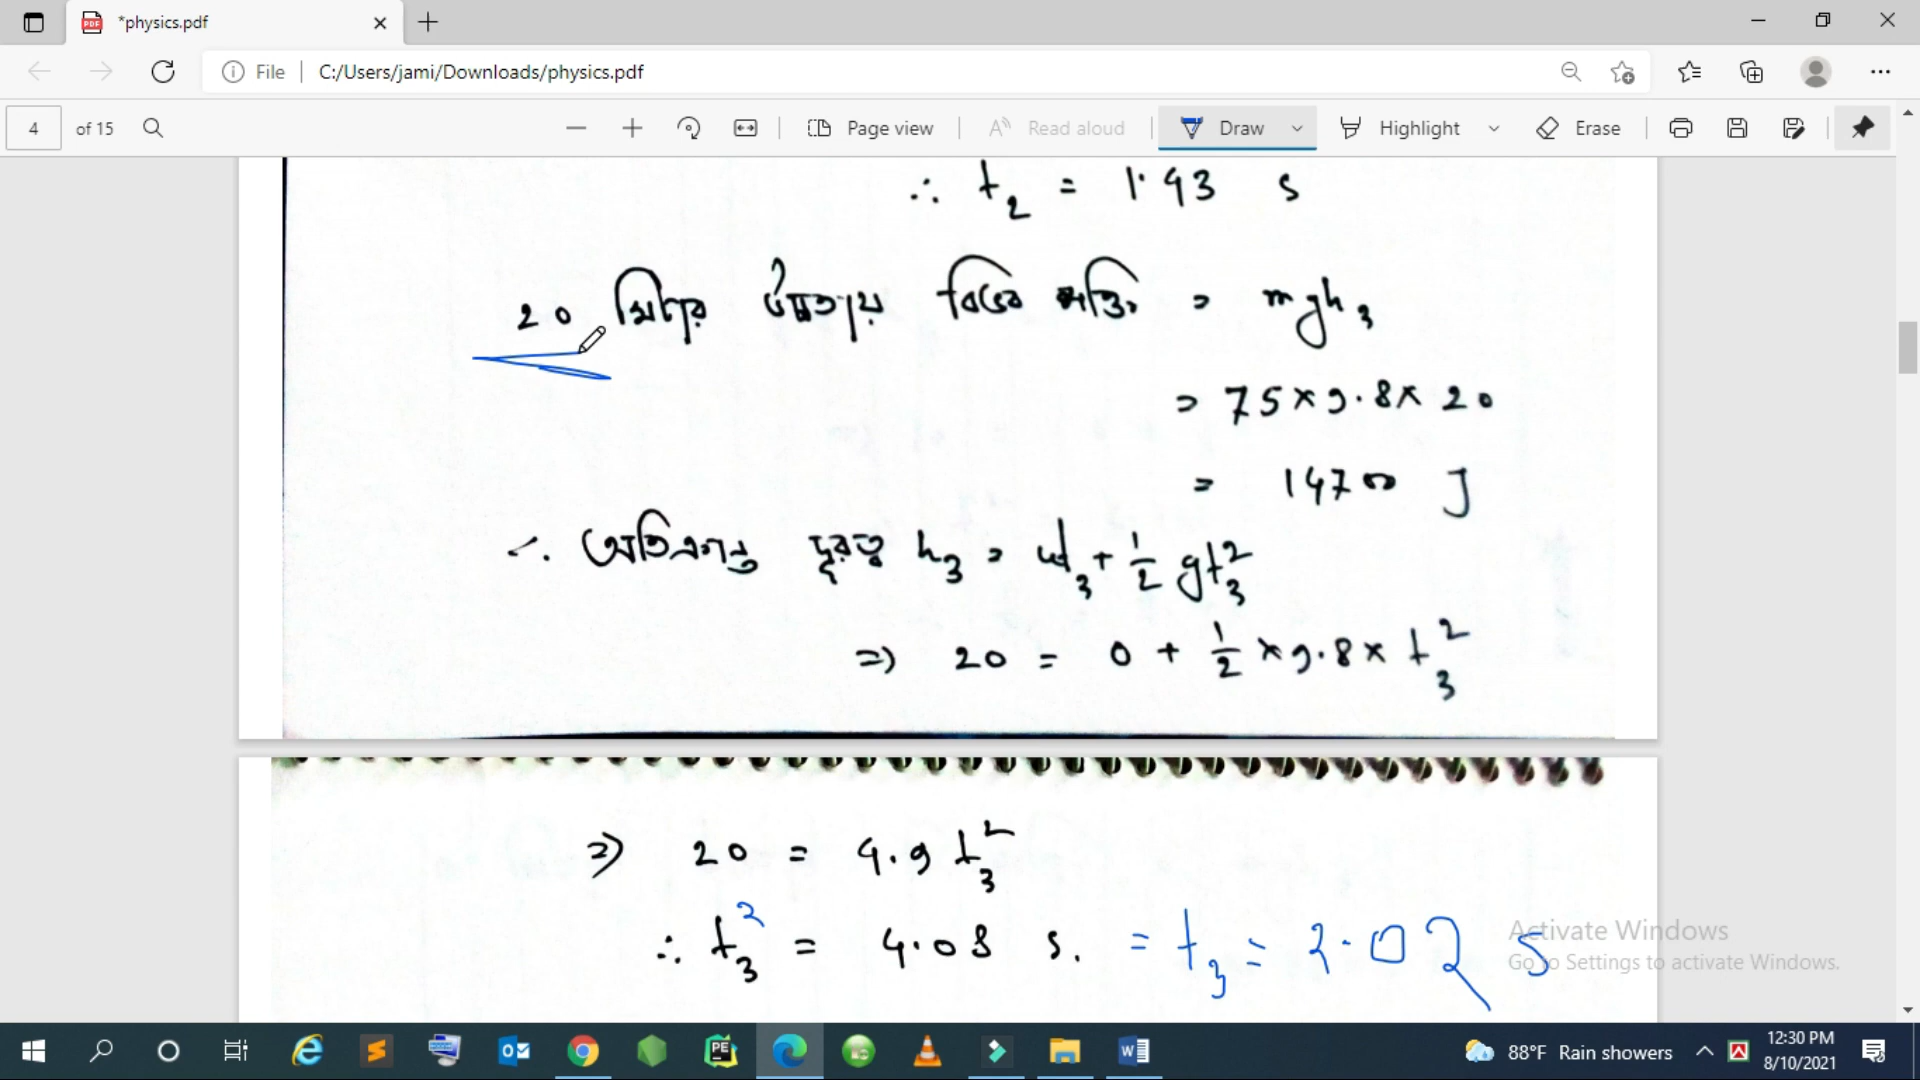 *physics.pdf
File
C:/Users/jami/Downloads/physics.pdf
4 of 15
Page view
Read aloud
Draw
Highlight
Erase
∴ t₂ = 1.43 s
20 মিটার উচ্চতায় বিভব শক্তি = mgh₃
= 75 × 9.8 × 20
= 14700 J
∴ অতিক্রান্ত দূরত্ব h₃ = ut₃ + ½ gt₃²
⇒ 20 = 0 + ½ × 9.8 × t₃²
⇒ 20 = 4.9 t₃²
∴ t₃² = 4.08 s. = t₃ = 2.02 s
Activate Windows
Go to Settings to activate Windows.
88°F Rain showers
12:30 PM
8/10/2021